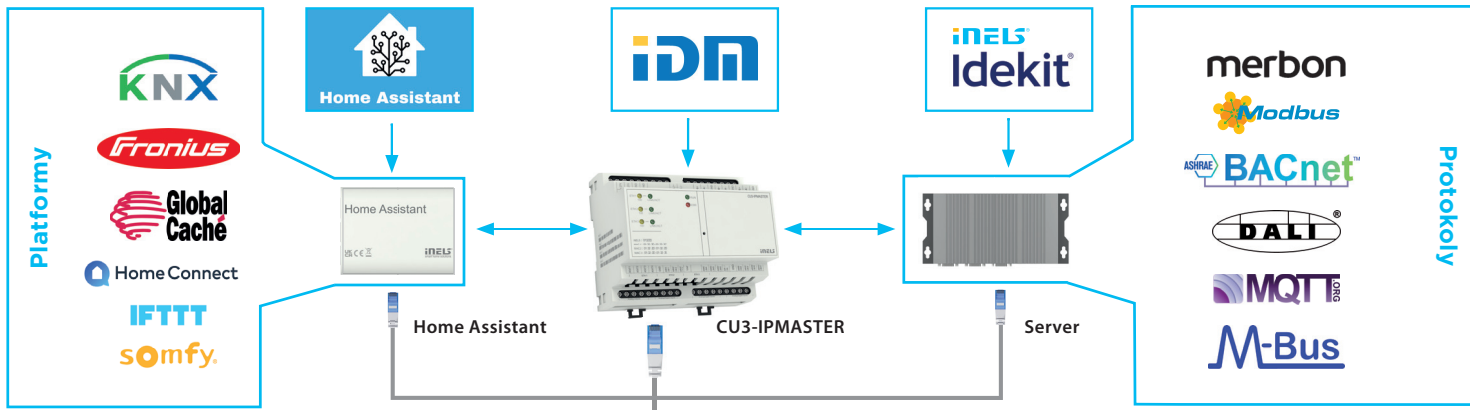 Platformy
KNX
Fronius
Global
Caché
Home Connect
IFTTT
somfy.
Home Assistant
Home Assistant
iNELS
Home Assistant
iDM
CU3-IPMASTER
iNELS
Idekit®
Server
merbon
Modbus
ASHRAE BACnet™
DALI®
MQTT.ORG
M-Bus
Protokoly